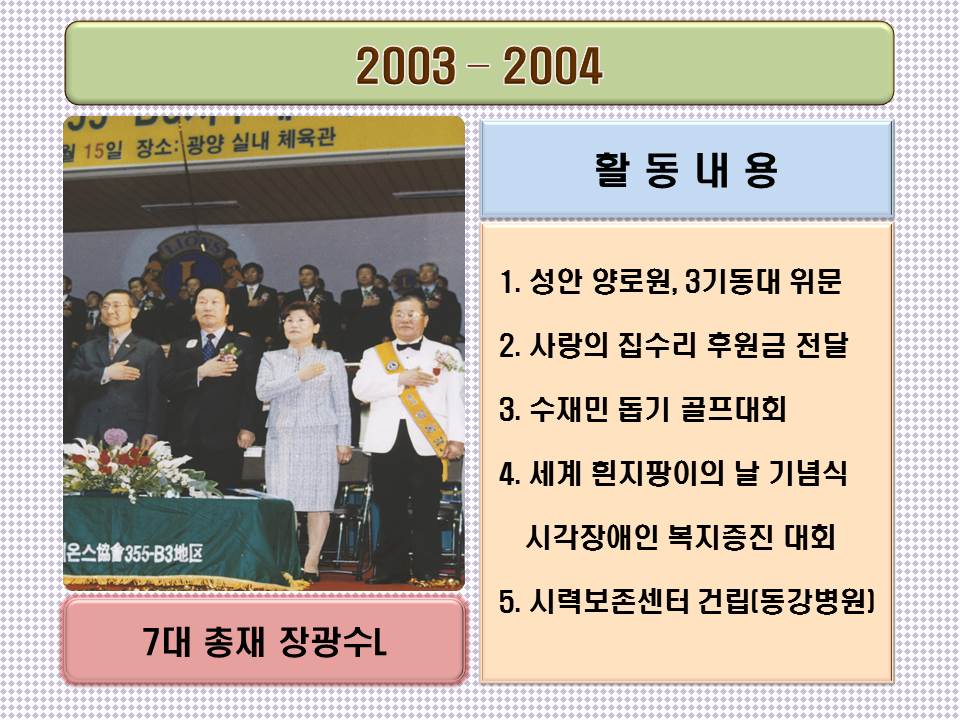 2003 – 2004
월 15일 장소: 광양 실내 체육관
LIONS
L
온스協會355-B3地区
7대 총재 장광수L
활 동 내 용
1. 성안 양로원, 3기동대 위문
2. 사랑의 집수리 후원금 전달
3. 수재민 돕기 골프대회
4. 세계 흰지팡이의 날 기념식
시각장애인 복지증진 대회
5. 시력보존센터 건립(동강병원)